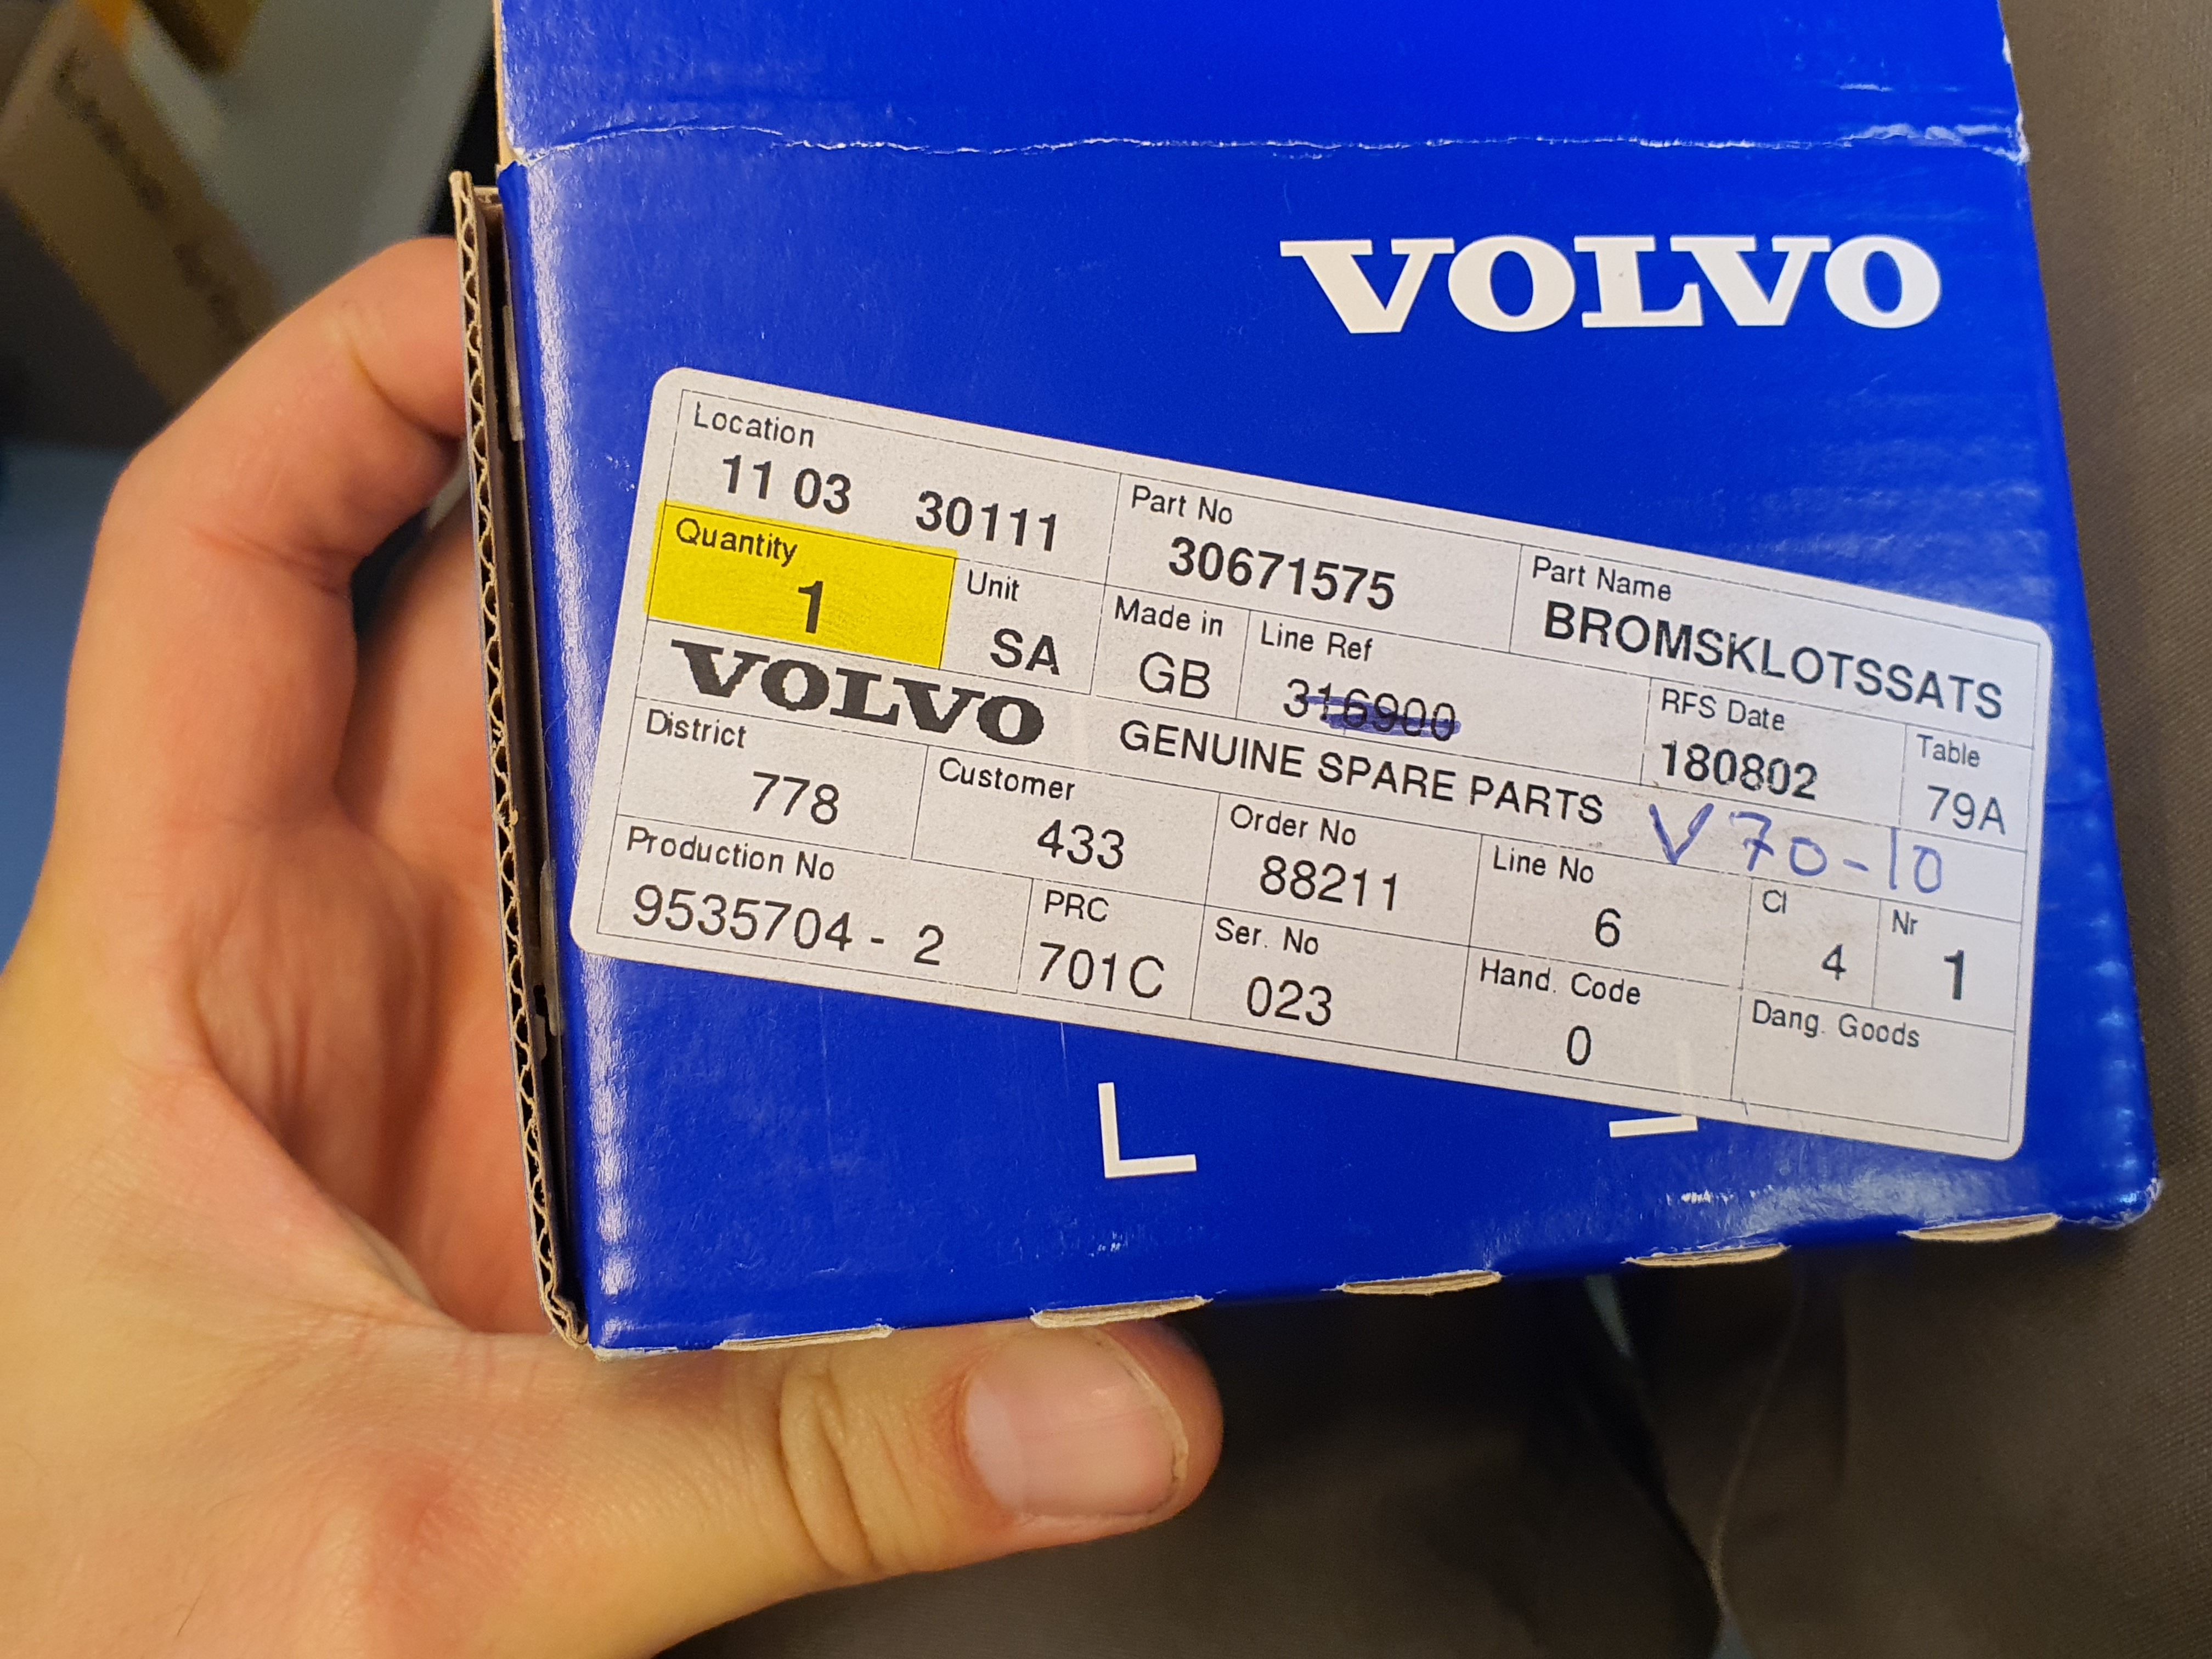 VOLVO
Location
11 03 30111
Part No
30671575
Part Name
BROMSKLOTSSATS
Quantity
1
Unit
SA
Made in
GB
Line Ref
316900
RFS Date
180802
Table
79A
VOLVO
GENUINE SPARE PARTS
V70-10
District
778
Customer
433
Order No
88211
Line No
6
Cl
4
Nr
1
Production No
9535704 - 2
PRC
701C
Ser. No
023
Hand. Code
0
Dang. Goods